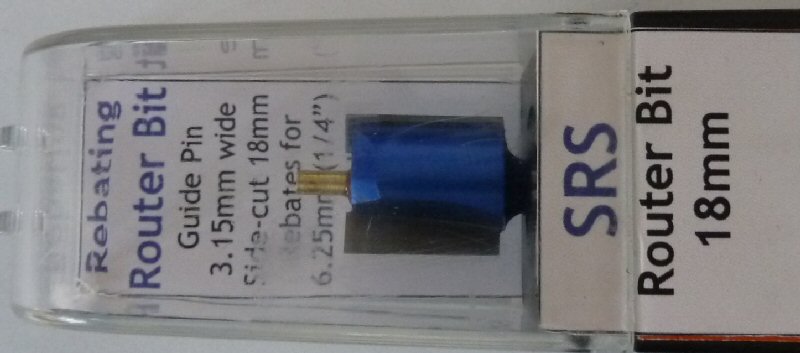 Rebating
Router Bit
Guide Pin
3.15mm wide
Side-cut 18mm
Rebates for
6.25mm (1/4")
SRS
Router Bit
18mm